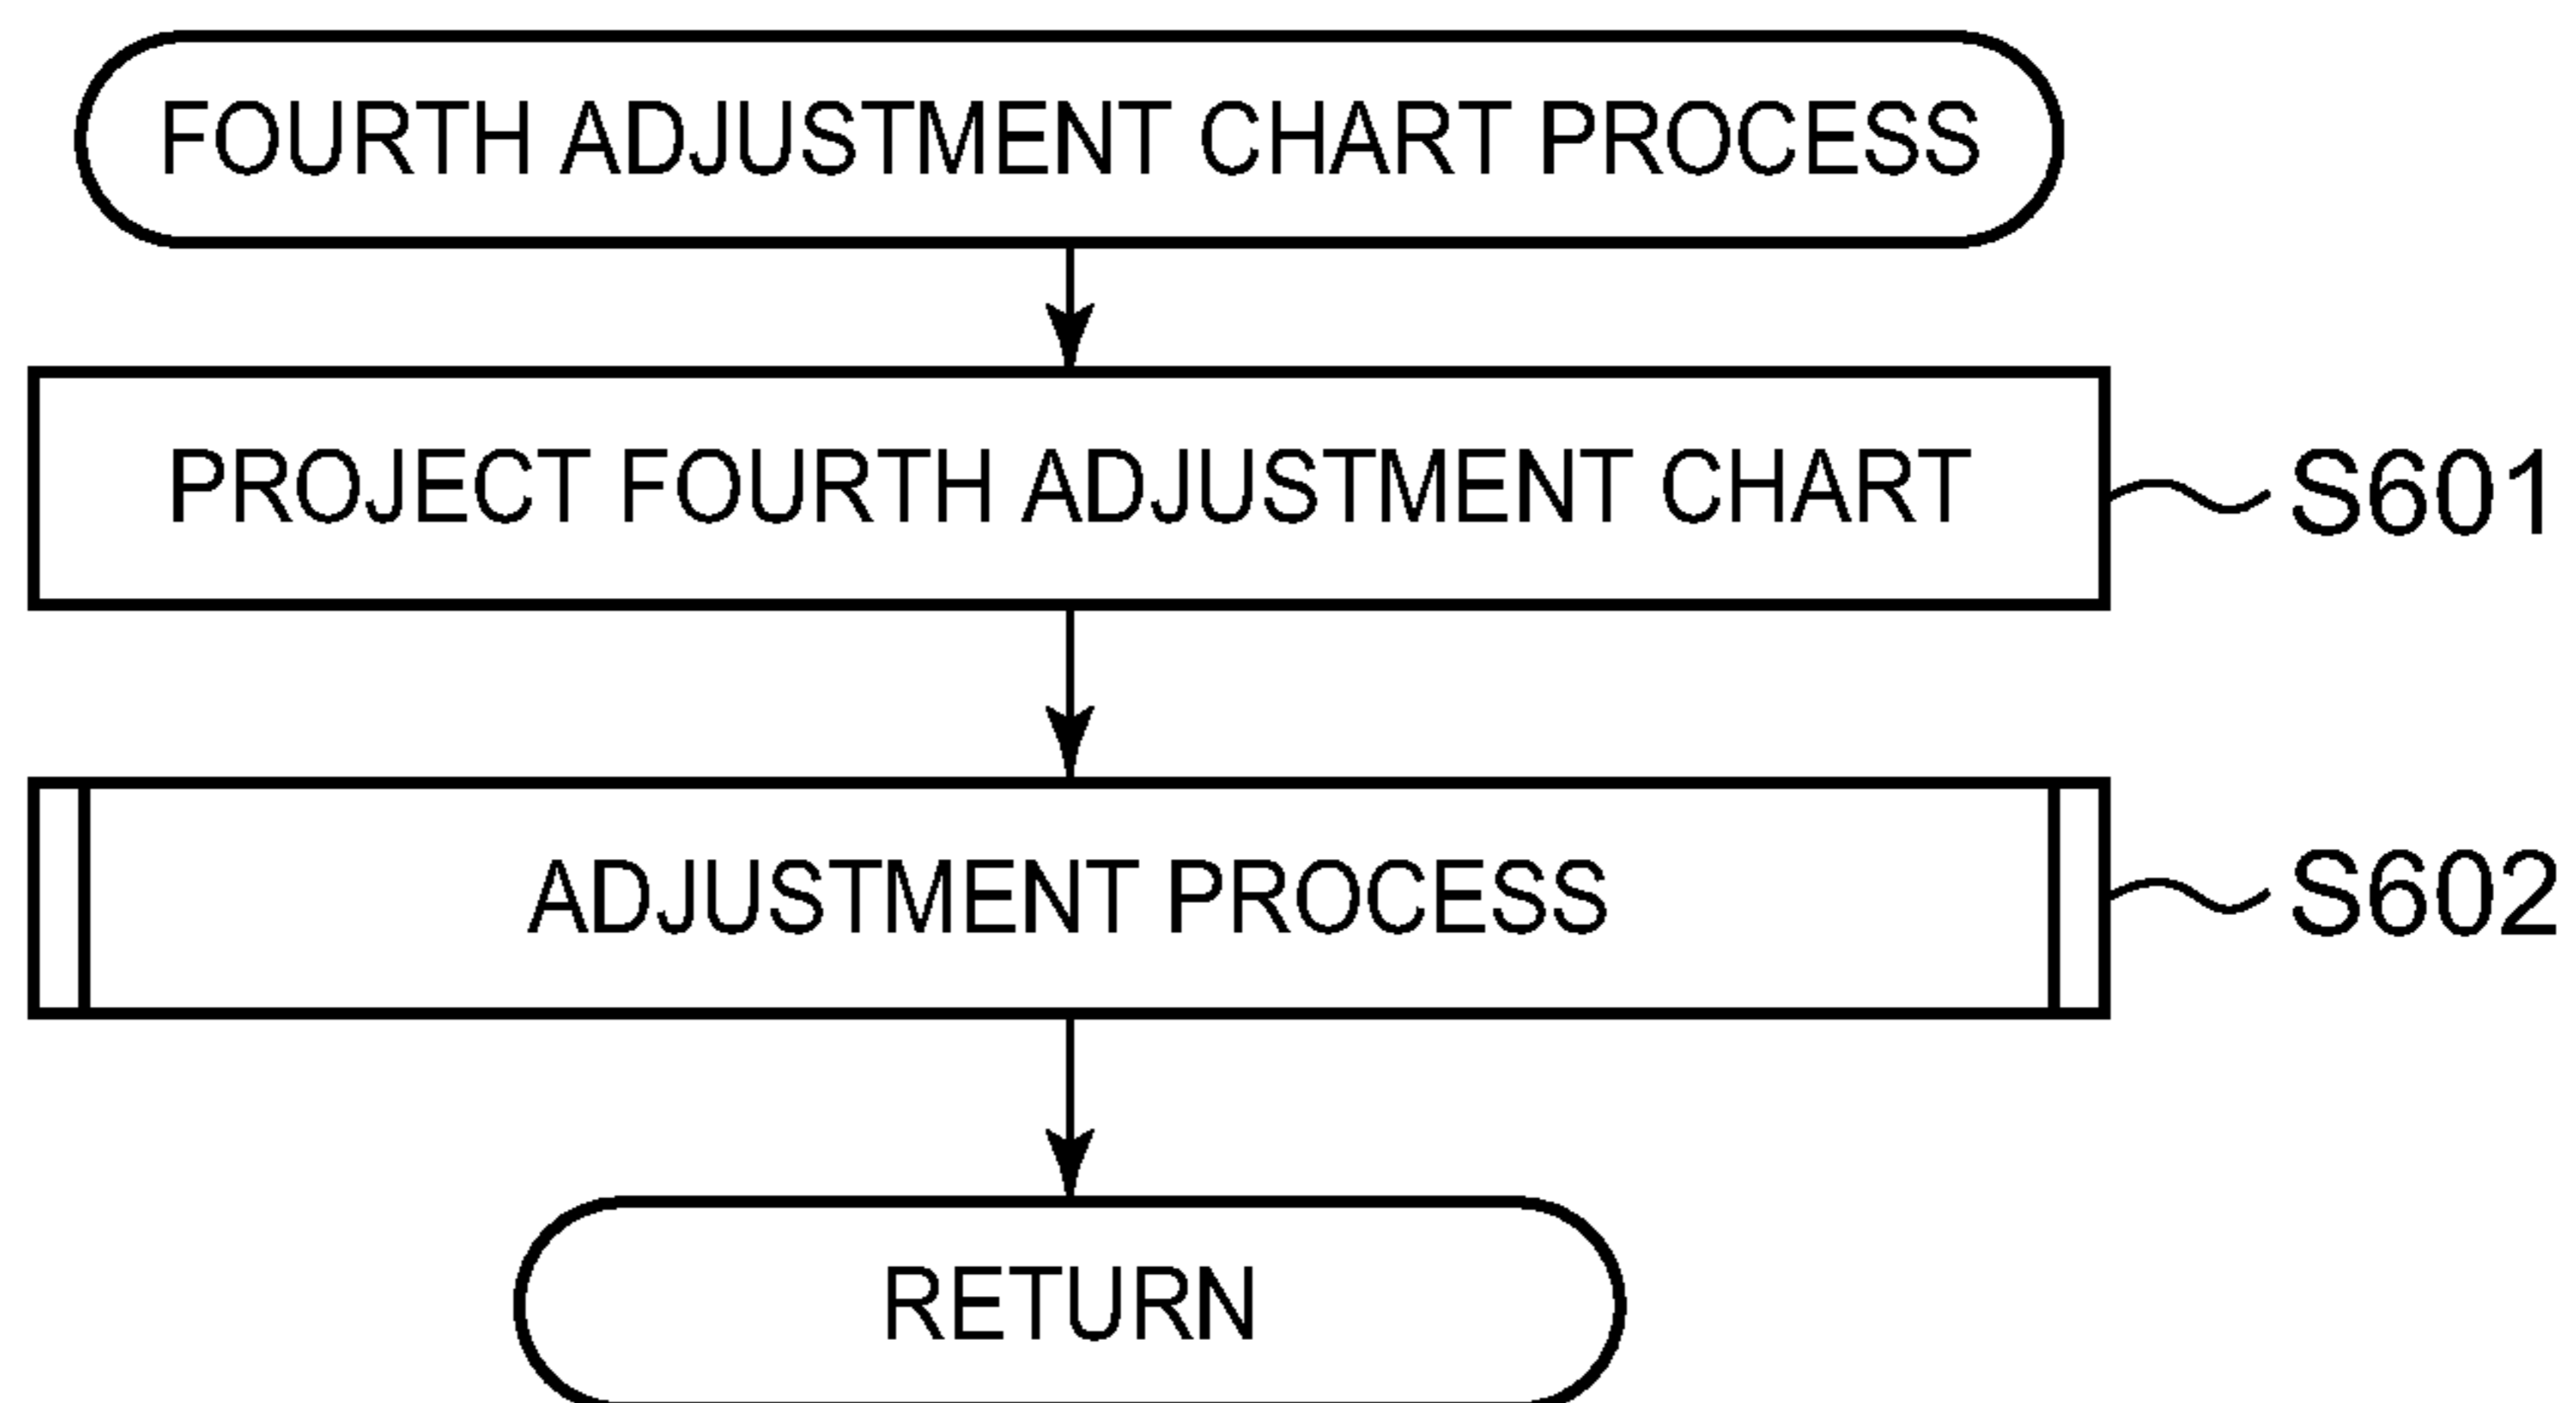 FOURTH ADJUSTMENT CHART PROCESS
PROJECT FOURTH ADJUSTMENT CHART
S601
ADJUSTMENT PROCESS
S602
RETURN